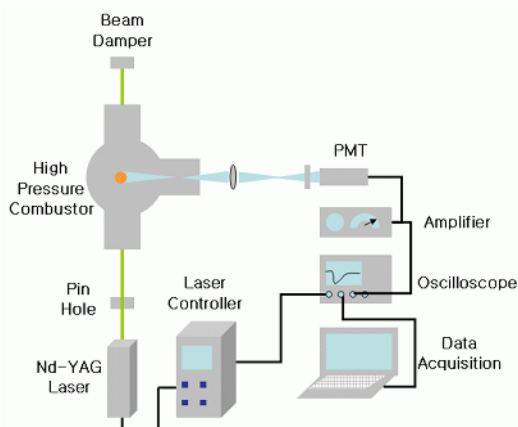 Beam
Damper
High
Pressure
Combustor
PMT
Amplifier
Oscilloscope
Pin
Hole
Laser
Controller
Nd-YAG
Laser
Data
Acquisition